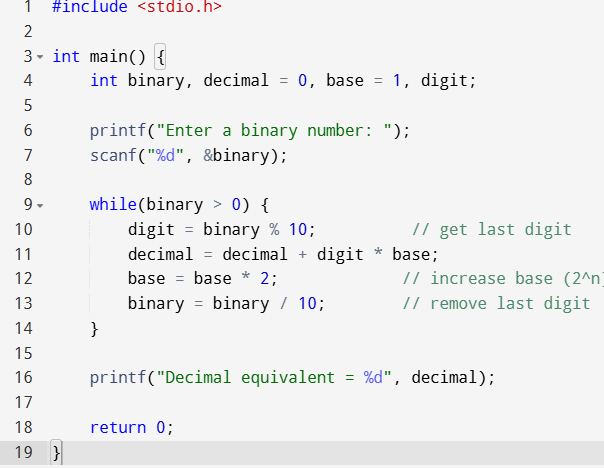 1 #include <stdio.h>
2
3 int main() {
4     int binary, decimal = 0, base = 1, digit;
5
6     printf("Enter a binary number: ");
7     scanf("%d", &binary);
8
9     while(binary > 0) {
10         digit = binary % 10;          // get last digit
11         decimal = decimal + digit * base;
12         base = base * 2;             // increase base (2^n)
13         binary = binary / 10;        // remove last digit
14     }
15
16     printf("Decimal equivalent = %d", decimal);
17
18     return 0;
19 }